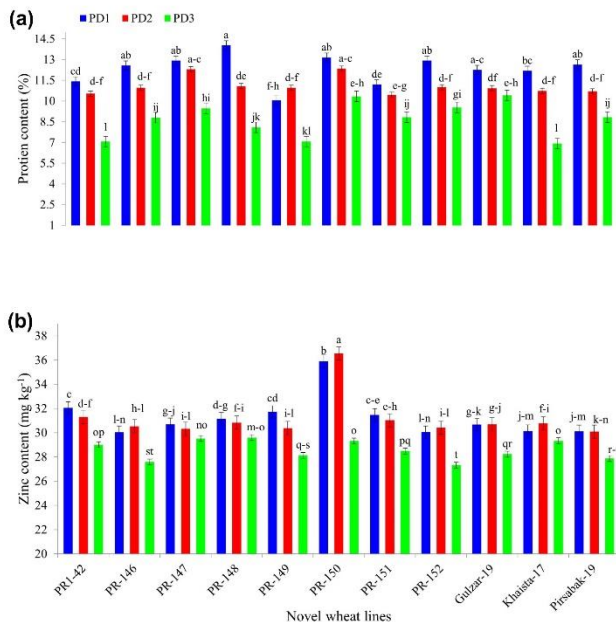 (a)
PD1 PD2 PD3
Protien content (%)
14.5
13.5
11.5
10
8.5
7
5.5
4
2.5
1
cd d-f l
ab d-f ij
ab a-c hi
a de jk
f-h d-f kl
ab a-c e-h
de e-g ij
ab d-f gi
a-c df e-h
bc d-f l
ab d-f ij
(b)
Zinc content (mg kg-1)
38
36
34
32
30
28
26
24
22
20
c d-f op
l-n h-l st
g-j i-l no
d-g f-i m-o
cd i-l q-s
b a o
c-e c-h pq
l-n i-l t
g-k g-j qr
j-m f-i o
j-m k-n
PR1-42 PR-146 PR-147 PR-148 PR-149 PR-150 PR-151 PR-152 Gulzar-19 Khaista-17 Pirsabak-19
Novel wheat lines